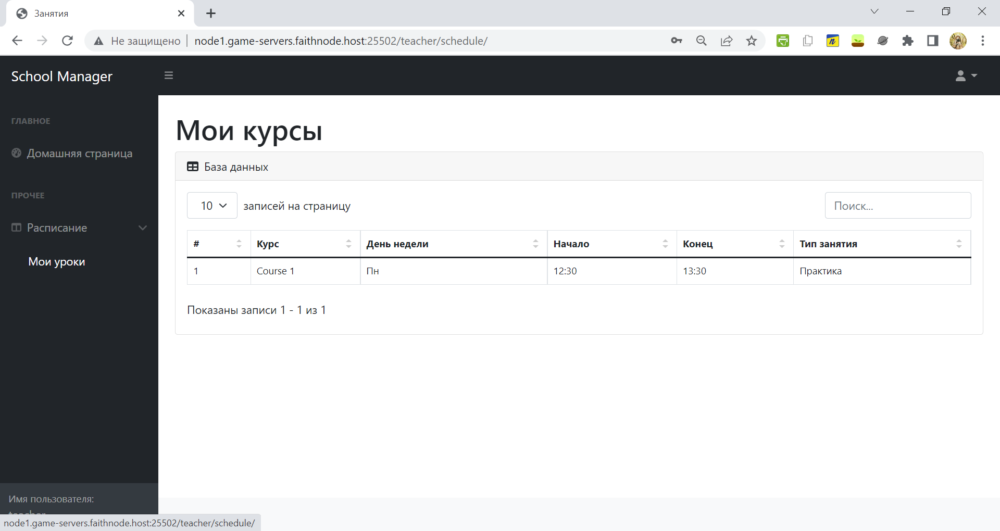 Занятия
Не защищено
node1.game-servers.faithnode.host:25502/teacher/schedule/
School Manager
ГЛАВНОЕ
Домашняя страница
ПРОЧЕЕ
Расписание
Мои уроки
Мои курсы
База данных
10 записей на страницу
Поиск...
# Курс День недели Начало Конец Тип занятия
1 Course 1 Пн 12:30 13:30 Практика
Показаны записи 1 - 1 из 1
Имя пользователя:
teacher
node1.game-servers.faithnode.host:25502/teacher/schedule/